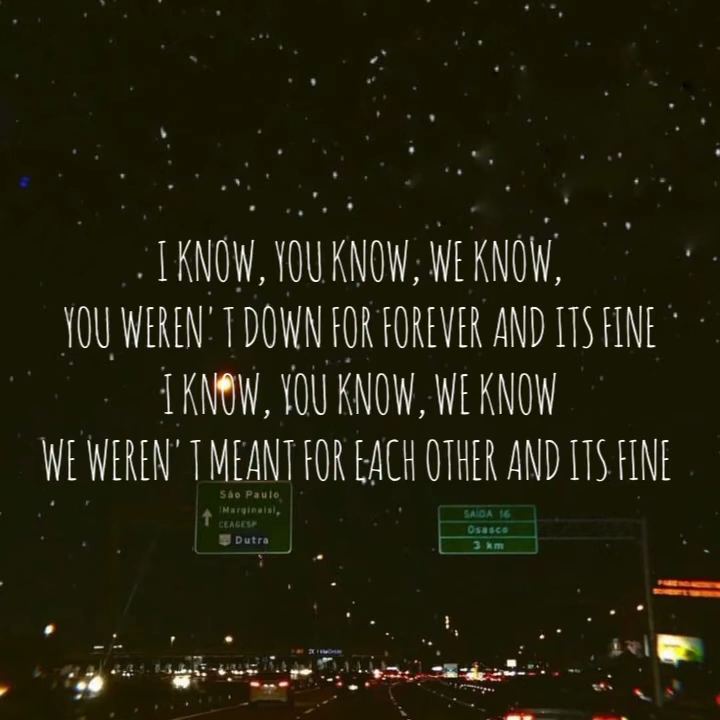 I KNOW, YOU KNOW, WE KNOW,
YOU WEREN'T DOWN FOR FOREVER AND ITS FINE
I KNOW, YOU KNOW, WE KNOW
WE WEREN'T MEANT FOR EACH OTHER AND ITS FINE
São Paulo
(Marginais),
CEAGESP
Dutra
SAÍDA 16
Osasco
3 km